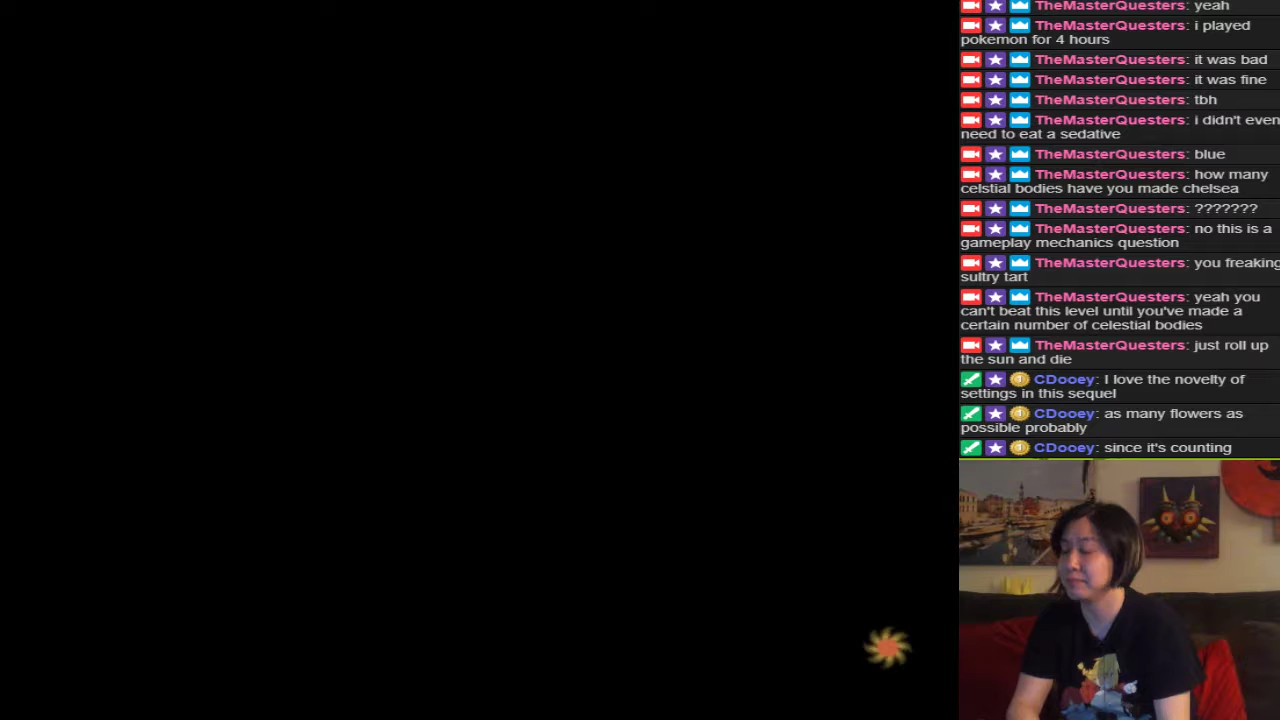 TheMasterQuesters: yeah
TheMasterQuesters: i played
pokemon for 4 hours
TheMasterQuesters: it was bad
TheMasterQuesters: it was fine
TheMasterQuesters: tbh
TheMasterQuesters: i didn't even
need to eat a sedative
TheMasterQuesters: blue
TheMasterQuesters: how many
celstial bodies have you made chelsea
TheMasterQuesters: ???????
TheMasterQuesters: no this is a
gameplay mechanics question
TheMasterQuesters: you freaking
sultry tart
TheMasterQuesters: yeah you
can't beat this level until you've made a
certain number of celestial bodies
TheMasterQuesters: just roll up
the sun and die
CDooey: I love the novelty of
settings in this sequel
CDooey: as many flowers as
possible probably
CDooey: since it's counting